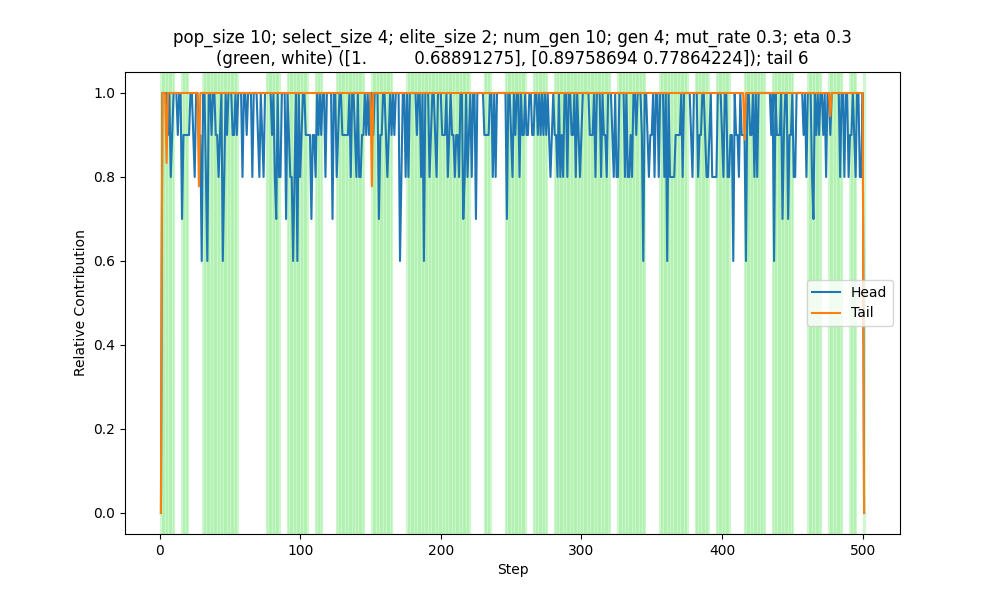 pop_size 10; select_size 4; elite_size 2; num_gen 10; gen 4; mut_rate 0.3; eta 0.3
(green, white) ([1.          0.68891275], [0.89758694 0.77864224]); tail 6
1.0
0.8
0.6
0.4
0.2
0.0
Relative Contribution
Head
Tail
0
100
200
300
400
500
Step